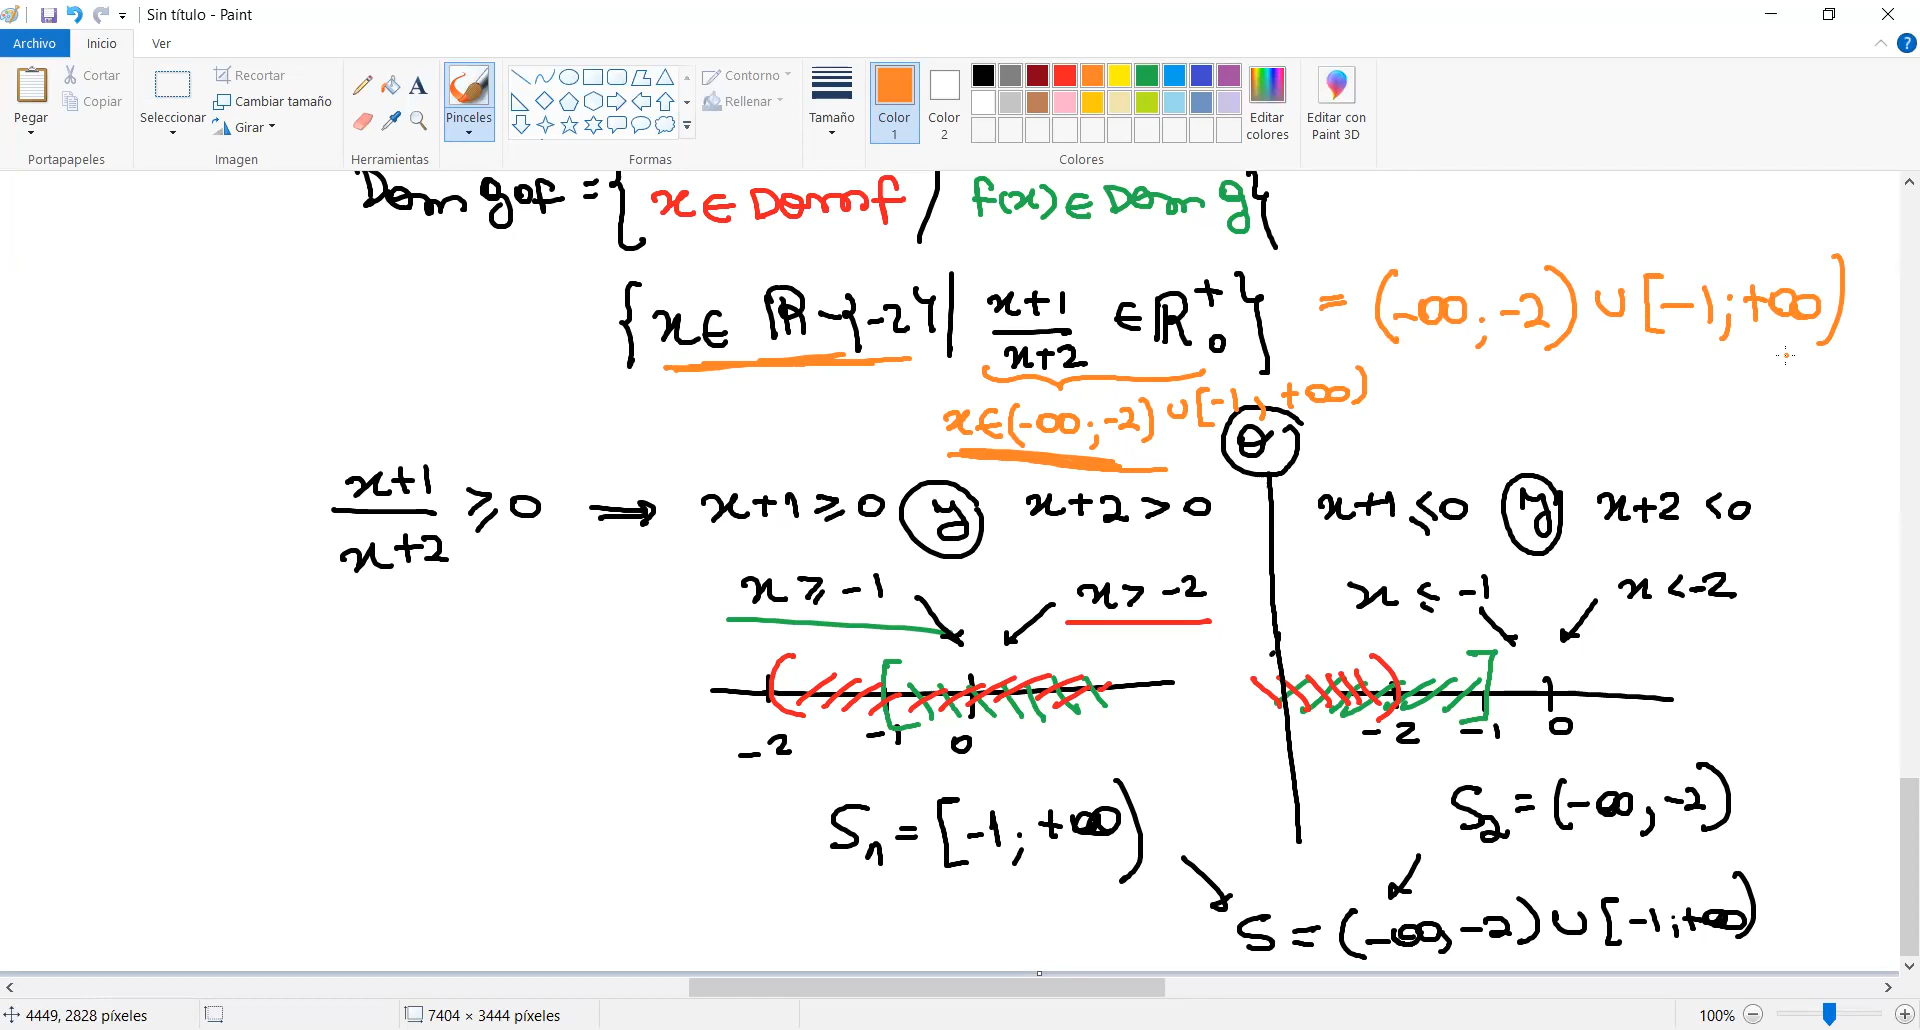 Sin título - Paint
Archivo Inicio Ver
Pegar Cortar Copiar
Portapapeles
Seleccionar Recortar Cambiar tamaño Girar
Imagen
Herramientas
Pinceles
Contorno Rellenar
Formas
Tamaño
Color 1 Color 2
Editar colores
Colores
Editar con Paint 3D
Dom gof = { x ∈ Dom f / f(x) ∈ Dom g }
{ x ∈ ℝ - {-2} | x+1/x+2 ∈ ℝ₀⁺ } = (-∞; -2) ∪ [-1; +∞)
x ∈ (-∞; -2) ∪ [-1; +∞)
o
x+1/x+2 ≥ 0 ⇒ x+1 ≥ 0 y x+2 > 0 x+1 ≤ 0 y x+2 < 0
x ≥ -1 x > -2 x ≤ -1 x < -2
-2 -1 0 -2 -1 0
S₁ = [-1; +∞) S₂ = (-∞, -2)
S = (-∞, -2) ∪ [-1; +∞)
4449, 2828 píxeles 7404 × 3444 píxeles 100%